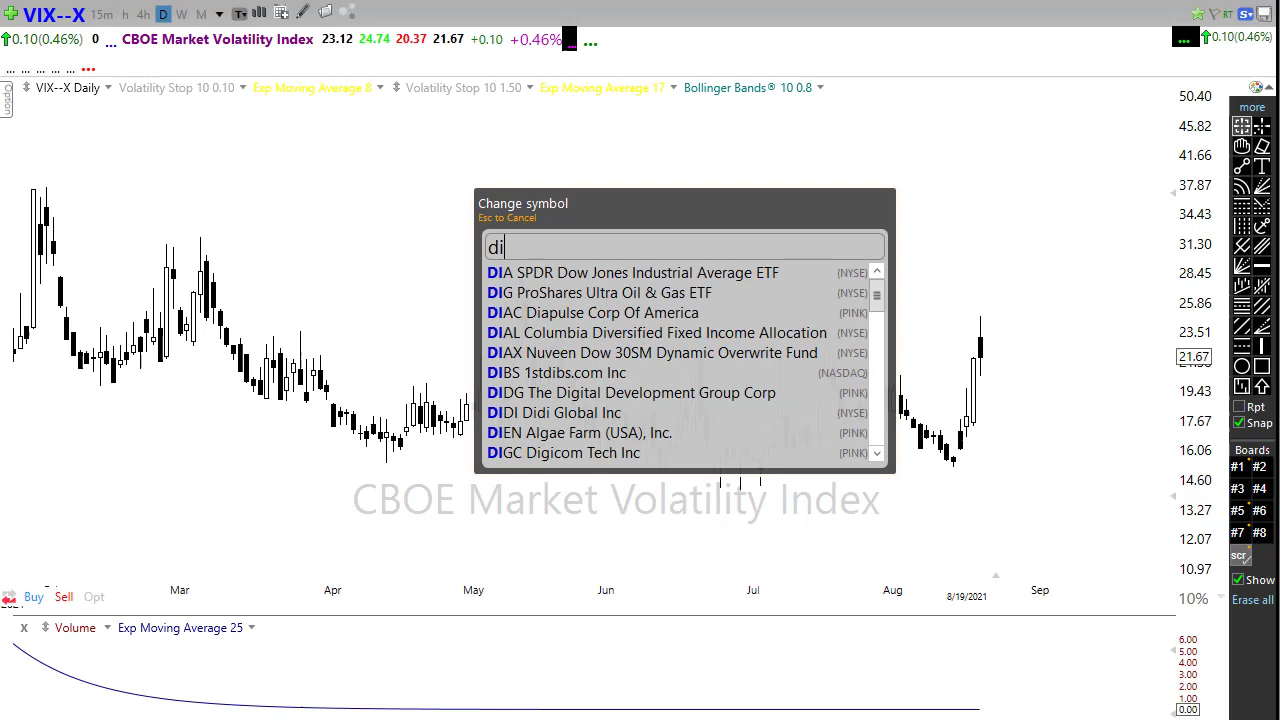 VIX--X 15m h 4h D W M T RT S
0.10(0.46%) 0 ... CBOE Market Volatility Index 23.12 24.74 20.37 21.67 +0.10 +0.46% ... ... ... 0.10(0.46%)
... ... ... ... ... ...
Option
VIX--X Daily Volatility Stop 10 0.10 Exp Moving Average 8 Volatility Stop 10 1.50 Exp Moving Average 17 Bollinger Bands® 10 0.8
50.40
45.82
41.66
37.87
34.43
31.30
28.45
25.86
23.51
21.67
19.43
17.67
16.06
14.60
13.27
12.07
10.97
10%
Change symbol
Esc to Cancel
di
DIA SPDR Dow Jones Industrial Average ETF (NYSE)
DIG ProShares Ultra Oil & Gas ETF (NYSE)
DIAC Diapulse Corp Of America (PINK)
DIAL Columbia Diversified Fixed Income Allocation (NYSE)
DIAX Nuveen Dow 30SM Dynamic Overwrite Fund (NYSE)
DIBS 1stdibs.com Inc (NASDAQ)
DIDG The Digital Development Group Corp (PINK)
DIDI Didi Global Inc (NYSE)
DIEN Algae Farm (USA), Inc. (PINK)
DIGC Digicom Tech Inc (PINK)
CBOE Market Volatility Index
Mar Apr May Jun Jul Aug 8/19/2021 Sep
Buy Sell Opt
X Volume Exp Moving Average 25
6.00
5.00
4.00
3.00
2.00
1.00
0.00
more
T
Rpt
Snap
Boards
#1 #2
#3 #4
#5 #6
#7 #8
scr
Show
Erase all